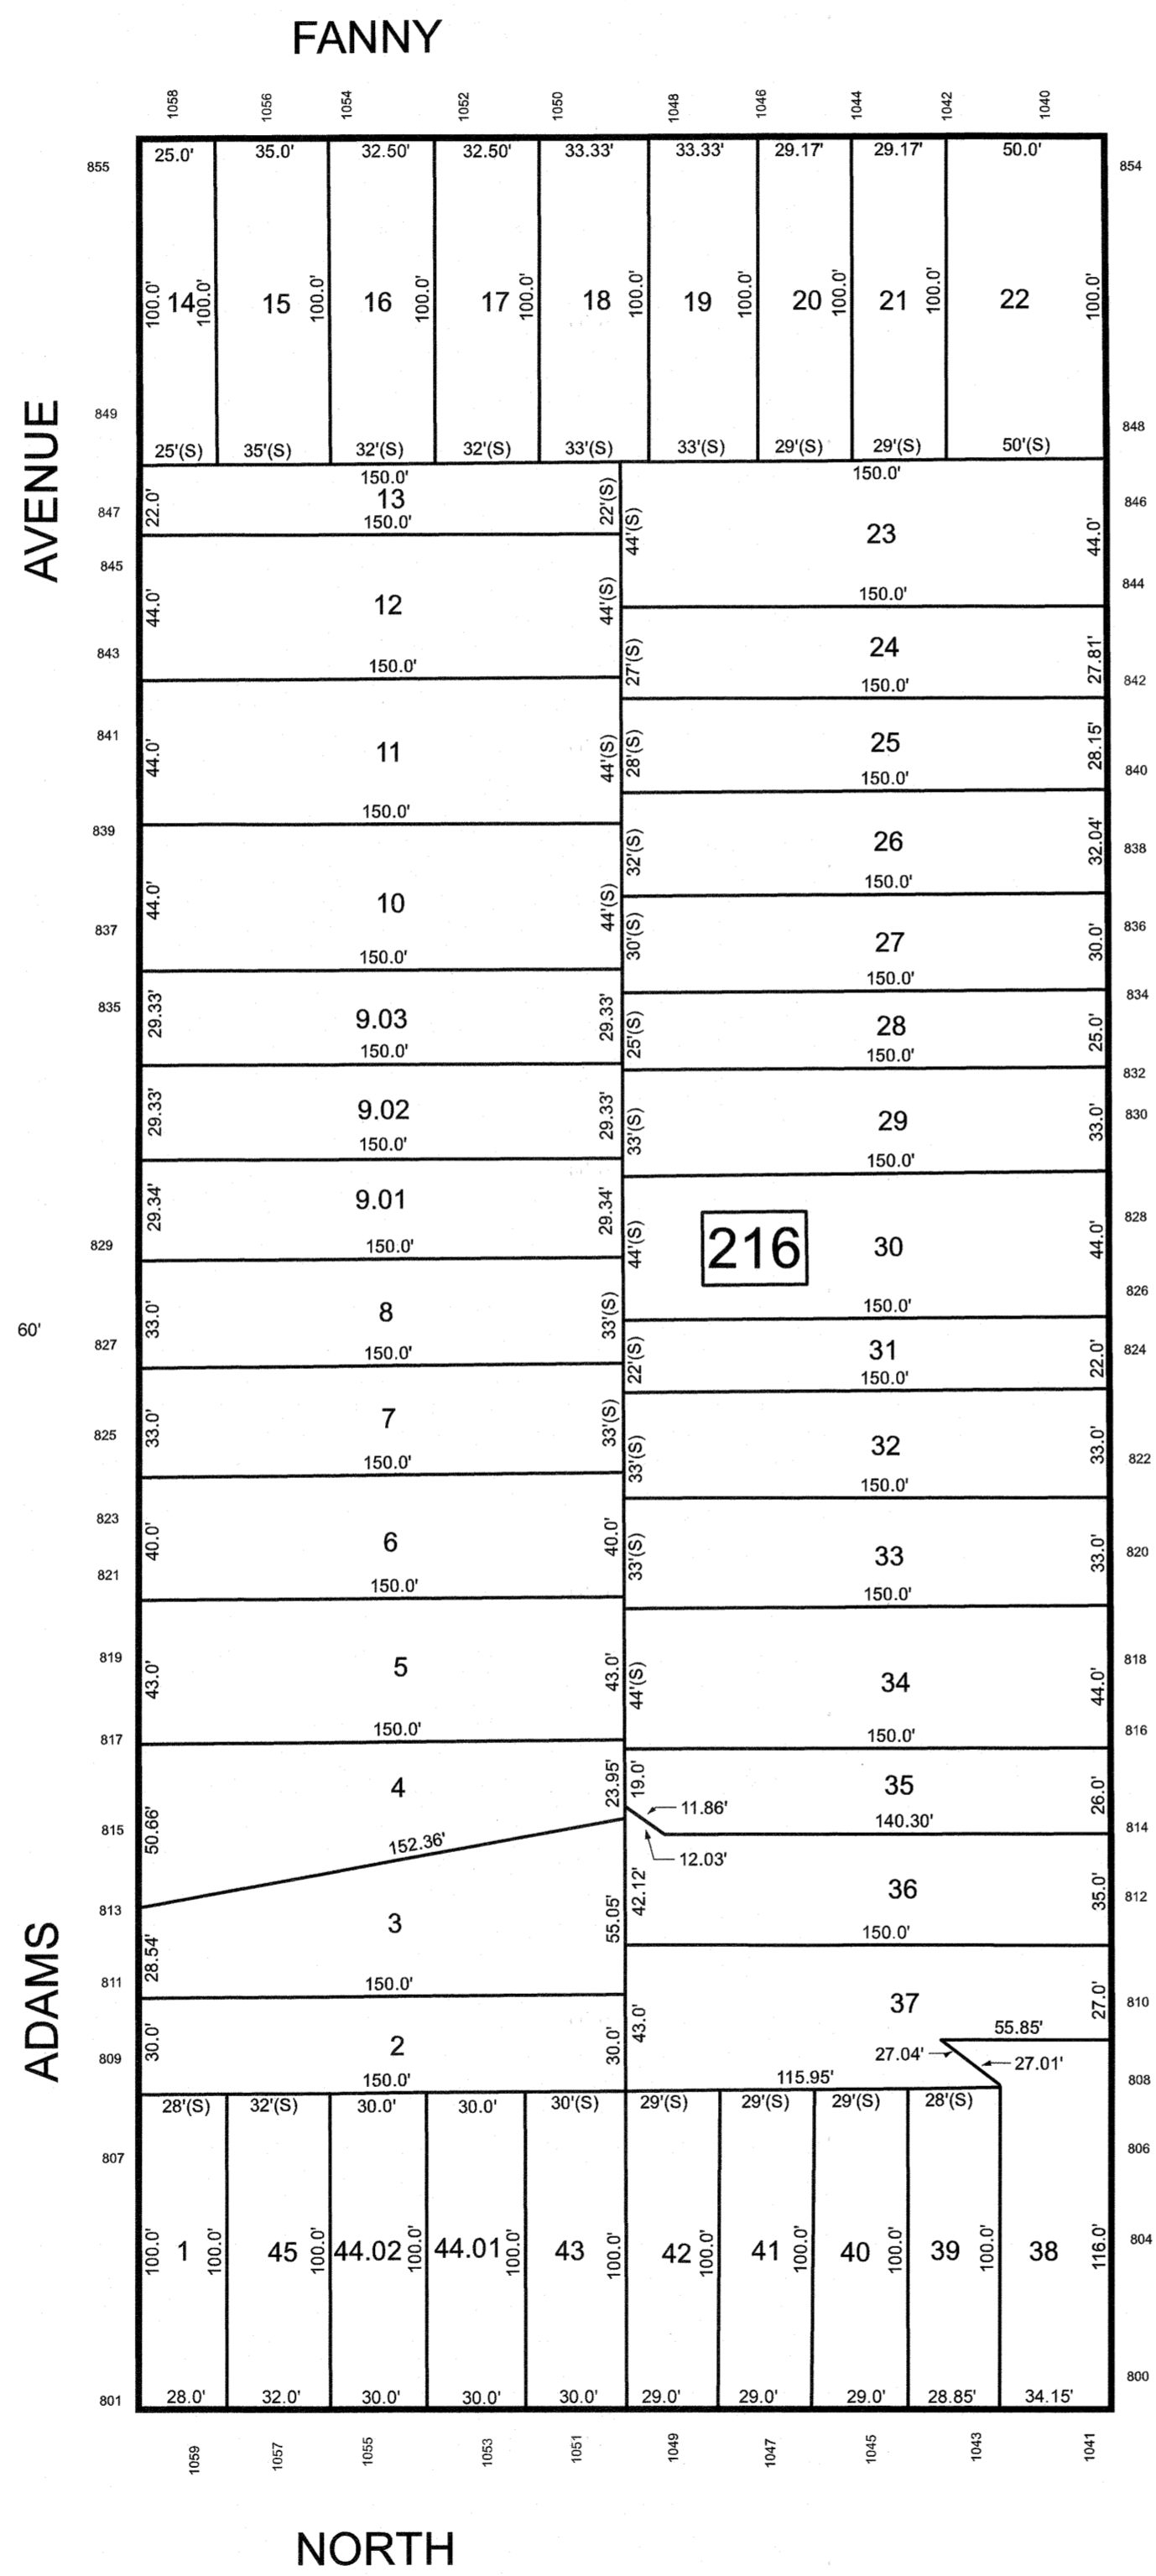 FANNY
1058 1056 1054 1052 1050 1048 1046 1044 1042 1040
855 25.0' 35.0' 32.50' 32.50' 33.33' 33.33' 29.17' 29.17' 50.0' 854
100.0' 14 100.0' 15 100.0' 16 100.0' 17 100.0' 18 100.0' 19 100.0' 20 100.0' 21 100.0' 22 100.0'
AVENUE
849 848
25'(S) 35'(S) 32'(S) 32'(S) 33'(S) 33'(S) 29'(S) 29'(S) 50'(S)
150.0' 150.0'
847 22.0' 13 22'(S) 846
150.0'
44'(S) 23 44.0'
845
150.0' 844
44.0' 12 44'(S)
843 27'(S) 24 27.81'
150.0' 150.0' 842
841 44.0' 11 44'(S) 28'(S) 25 28.15'
150.0' 840
150.0'
839 32'(S) 26 32.04' 838
150.0'
44.0' 10 44'(S)
837 30'(S) 27 30.0' 836
150.0' 150.0'
835 29.33' 9.03 29.33' 25'(S) 28 25.0' 834
150.0' 150.0'
832
29.33' 9.02 29.33' 33'(S) 29 33.0' 830
150.0' 150.0'
29.34' 9.01 29.34'
829 150.0' 44'(S) 216 30 44.0' 828
60' 33.0' 8 33'(S) 150.0' 826
827 150.0' 22'(S) 31 22.0' 824
150.0'
825 33.0' 7 33'(S) 33'(S) 32 33.0' 822
150.0' 150.0'
823
40.0' 6 40.0' 33'(S) 33 33.0' 820
821 150.0' 150.0'
819 43.0' 5 43.0' 44'(S) 34 44.0' 818
817 150.0' 150.0' 816
50.66' 4 23.95' 19.0' 35 26.0'
11.86' 140.30'
815 152.36' 12.03' 814
813 55.05' 42.12' 36 35.0' 812
28.54' 3 150.0'
811 150.0' 37 27.0' 810
ADAMS
30.0' 2 30.0' 43.0' 55.85'
809 27.04' 27.01'
150.0' 115.95' 808
28'(S) 32'(S) 30.0' 30.0' 30'(S) 29'(S) 29'(S) 29'(S) 28'(S)
807 806
100.0' 1 100.0' 45 100.0' 44.02 100.0' 44.01 100.0' 43 100.0' 42 100.0' 41 100.0' 40 100.0' 39 100.0' 38 116.0' 804
800
801 28.0' 32.0' 30.0' 30.0' 30.0' 29.0' 29.0' 29.0' 28.85' 34.15'
1059 1057 1055 1053 1051 1049 1047 1045 1043 1041
NORTH